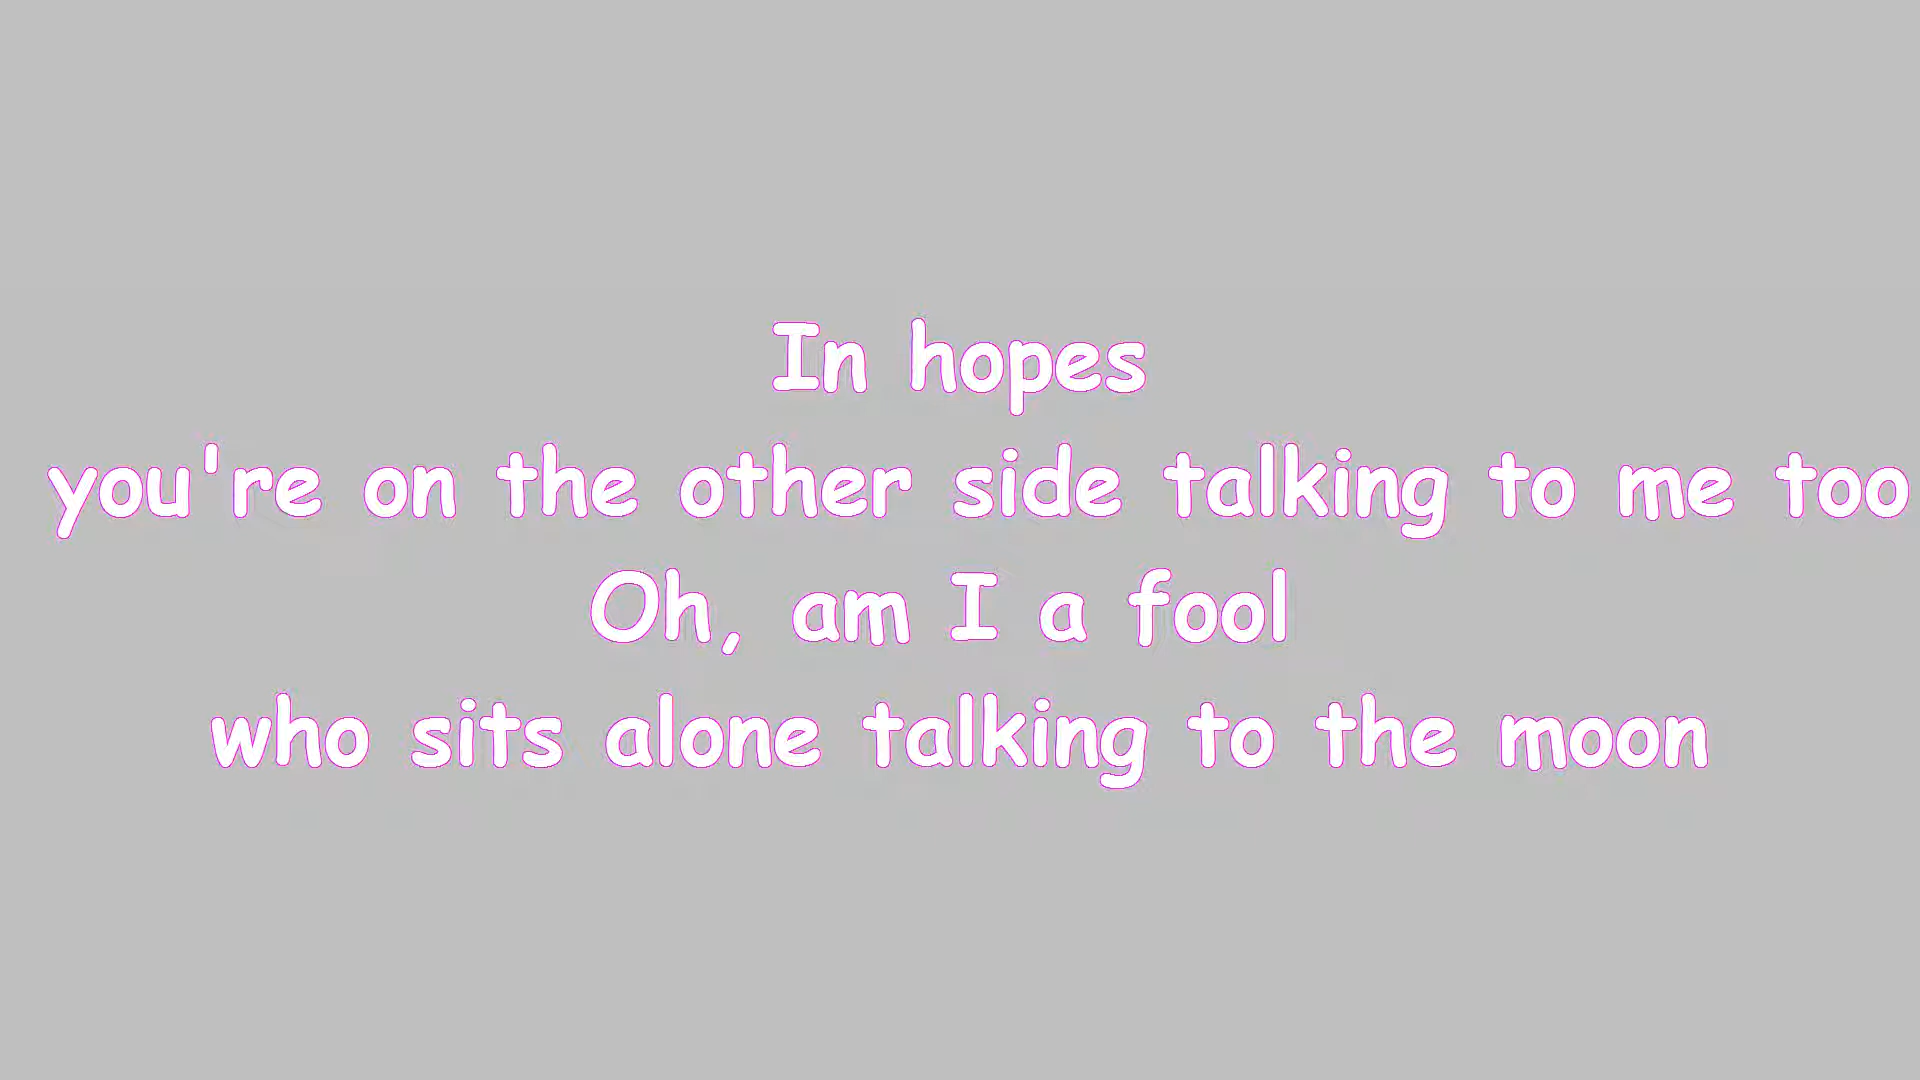 In hopes
you're on the other side talking to me too
Oh, am I a fool
who sits alone talking to the moon